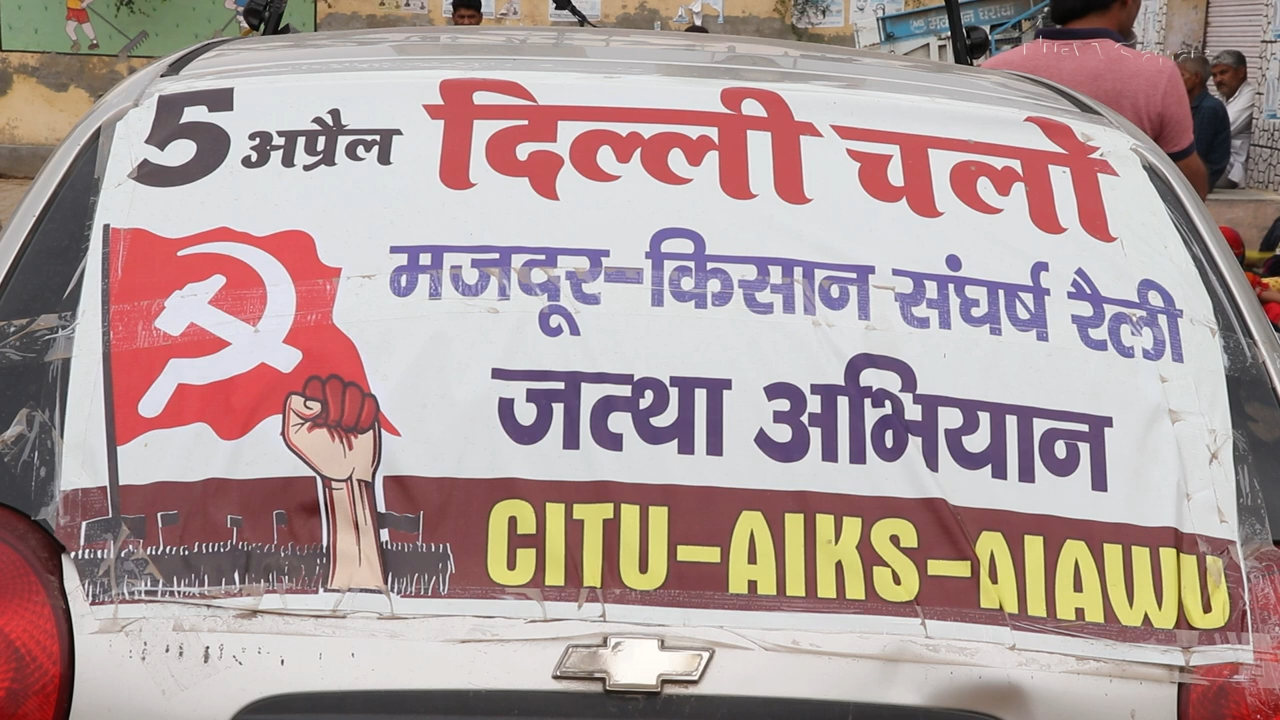 5 अप्रैल दिल्ली चलो
मजदूर-किसान संघर्ष रैली
जत्था अभियान
CITU-AIKS-AIAWU